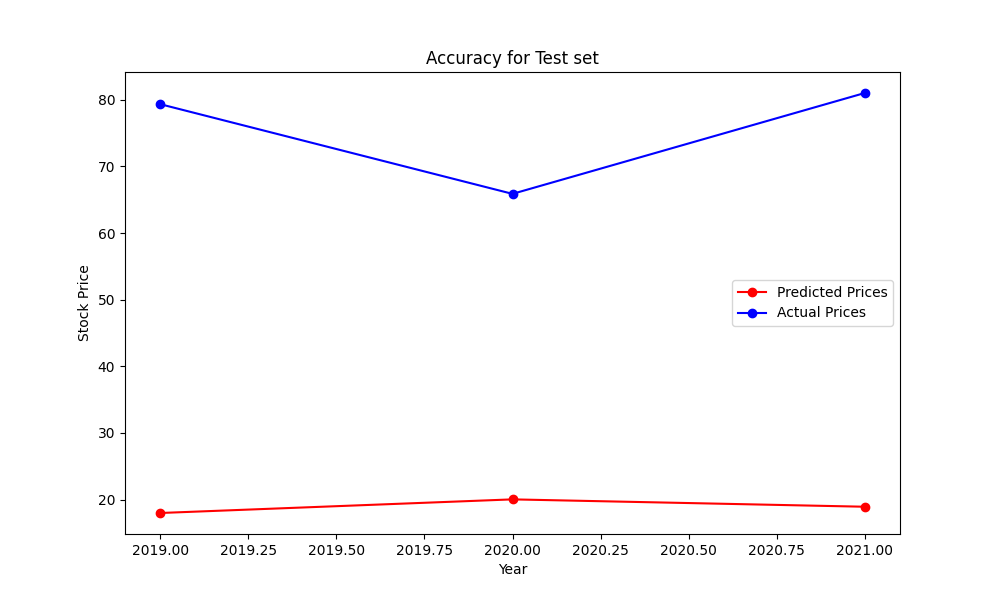 Accuracy for Test set
80
70
60
50
40
30
20
Stock Price
Predicted Prices
Actual Prices
2019.00 2019.25 2019.50 2019.75 2020.00 2020.25 2020.50 2020.75 2021.00
Year